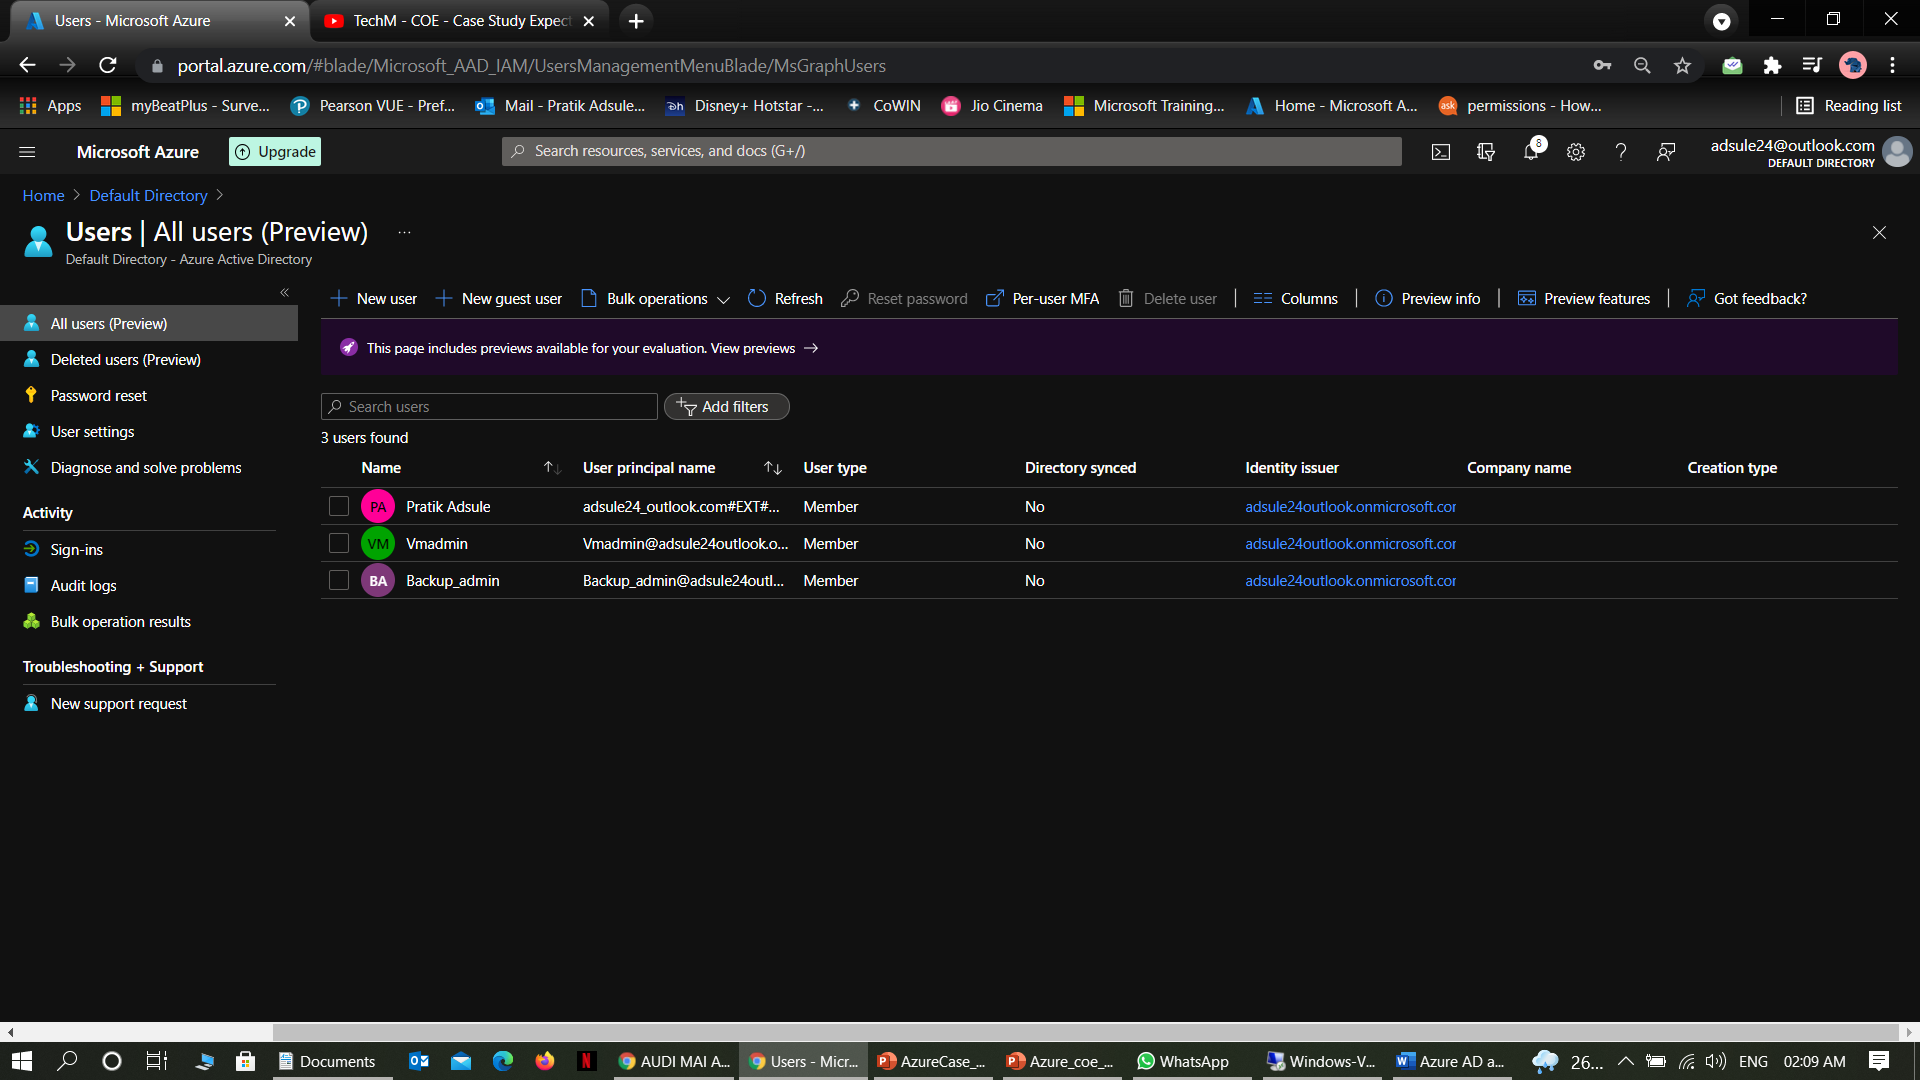 Users - Microsoft Azure
TechM - COE - Case Study Expect
portal.azure.com/#blade/Microsoft_AAD_IAM/UsersManagementMenuBlade/MsGraphUsers
Apps
myBeatPlus - Surve...
Pearson VUE - Pref...
Mail - Pratik Adsule...
Disney+ Hotstar -...
CoWIN
Jio Cinema
Microsoft Training...
Home - Microsoft A...
permissions - How...
Reading list
Microsoft Azure
Upgrade
Search resources, services, and docs (G+/)
8
adsule24@outlook.com
DEFAULT DIRECTORY
Home > Default Directory >
Users | All users (Preview) ...
Default Directory - Azure Active Directory
«
All users (Preview)
Deleted users (Preview)
Password reset
User settings
Diagnose and solve problems
Activity
Sign-ins
Audit logs
Bulk operation results
Troubleshooting + Support
New support request
New user
New guest user
Bulk operations
Refresh
Reset password
Per-user MFA
Delete user
Columns
Preview info
Preview features
Got feedback?
This page includes previews available for your evaluation. View previews →
Search users
Add filters
3 users found
Name User principal name User type Directory synced Identity issuer Company name Creation type
PA Pratik Adsule adsule24_outlook.com#EXT#... Member No adsule24outlook.onmicrosoft.cor
VM Vmadmin Vmadmin@adsule24outlook.o... Member No adsule24outlook.onmicrosoft.cor
BA Backup_admin Backup_admin@adsule24outl... Member No adsule24outlook.onmicrosoft.cor
Documents
AUDI MAI A...
Users - Micr...
AzureCase_...
Azure_coe_...
WhatsApp
Windows-V...
Azure AD a...
26...
ENG
02:09 AM